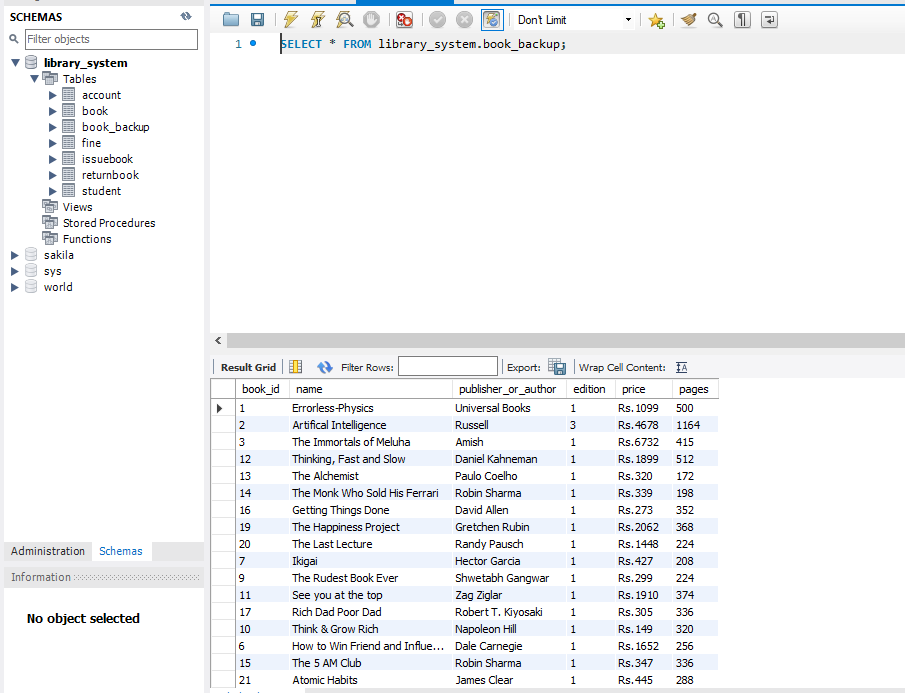 SCHEMAS
Filter objects
library_system
Tables
account
book
book_backup
fine
issuebook
returnbook
student
Views
Stored Procedures
Functions
sakila
sys
world
Administration Schemas
Information
No object selected
Don't Limit
1 SELECT * FROM library_system.book_backup;
Result Grid Filter Rows: Export: Wrap Cell Content: IA
book_id name publisher_or_author edition price pages
1 Errorless-Physics Universal Books 1 Rs.1099 500
2 Artifical Intelligence Russell 3 Rs.4678 1164
3 The Immortals of Meluha Amish 1 Rs.6732 415
12 Thinking, Fast and Slow Daniel Kahneman 1 Rs.1899 512
13 The Alchemist Paulo Coelho 1 Rs.320 172
14 The Monk Who Sold His Ferrari Robin Sharma 1 Rs.339 198
16 Getting Things Done David Allen 1 Rs.273 352
19 The Happiness Project Gretchen Rubin 1 Rs.2062 368
20 The Last Lecture Randy Pausch 1 Rs.1448 224
7 Ikigai Hector Garcia 1 Rs.427 208
9 The Rudest Book Ever Shwetabh Gangwar 1 Rs.299 224
11 See you at the top Zag Ziglar 1 Rs.1910 374
17 Rich Dad Poor Dad Robert T. Kiyosaki 1 Rs.305 336
10 Think & Grow Rich Napoleon Hill 1 Rs.149 320
6 How to Win Friend and Influe... Dale Carnegie 1 Rs.1652 256
15 The 5 AM Club Robin Sharma 1 Rs.347 336
21 Atomic Habits James Clear 1 Rs.445 288